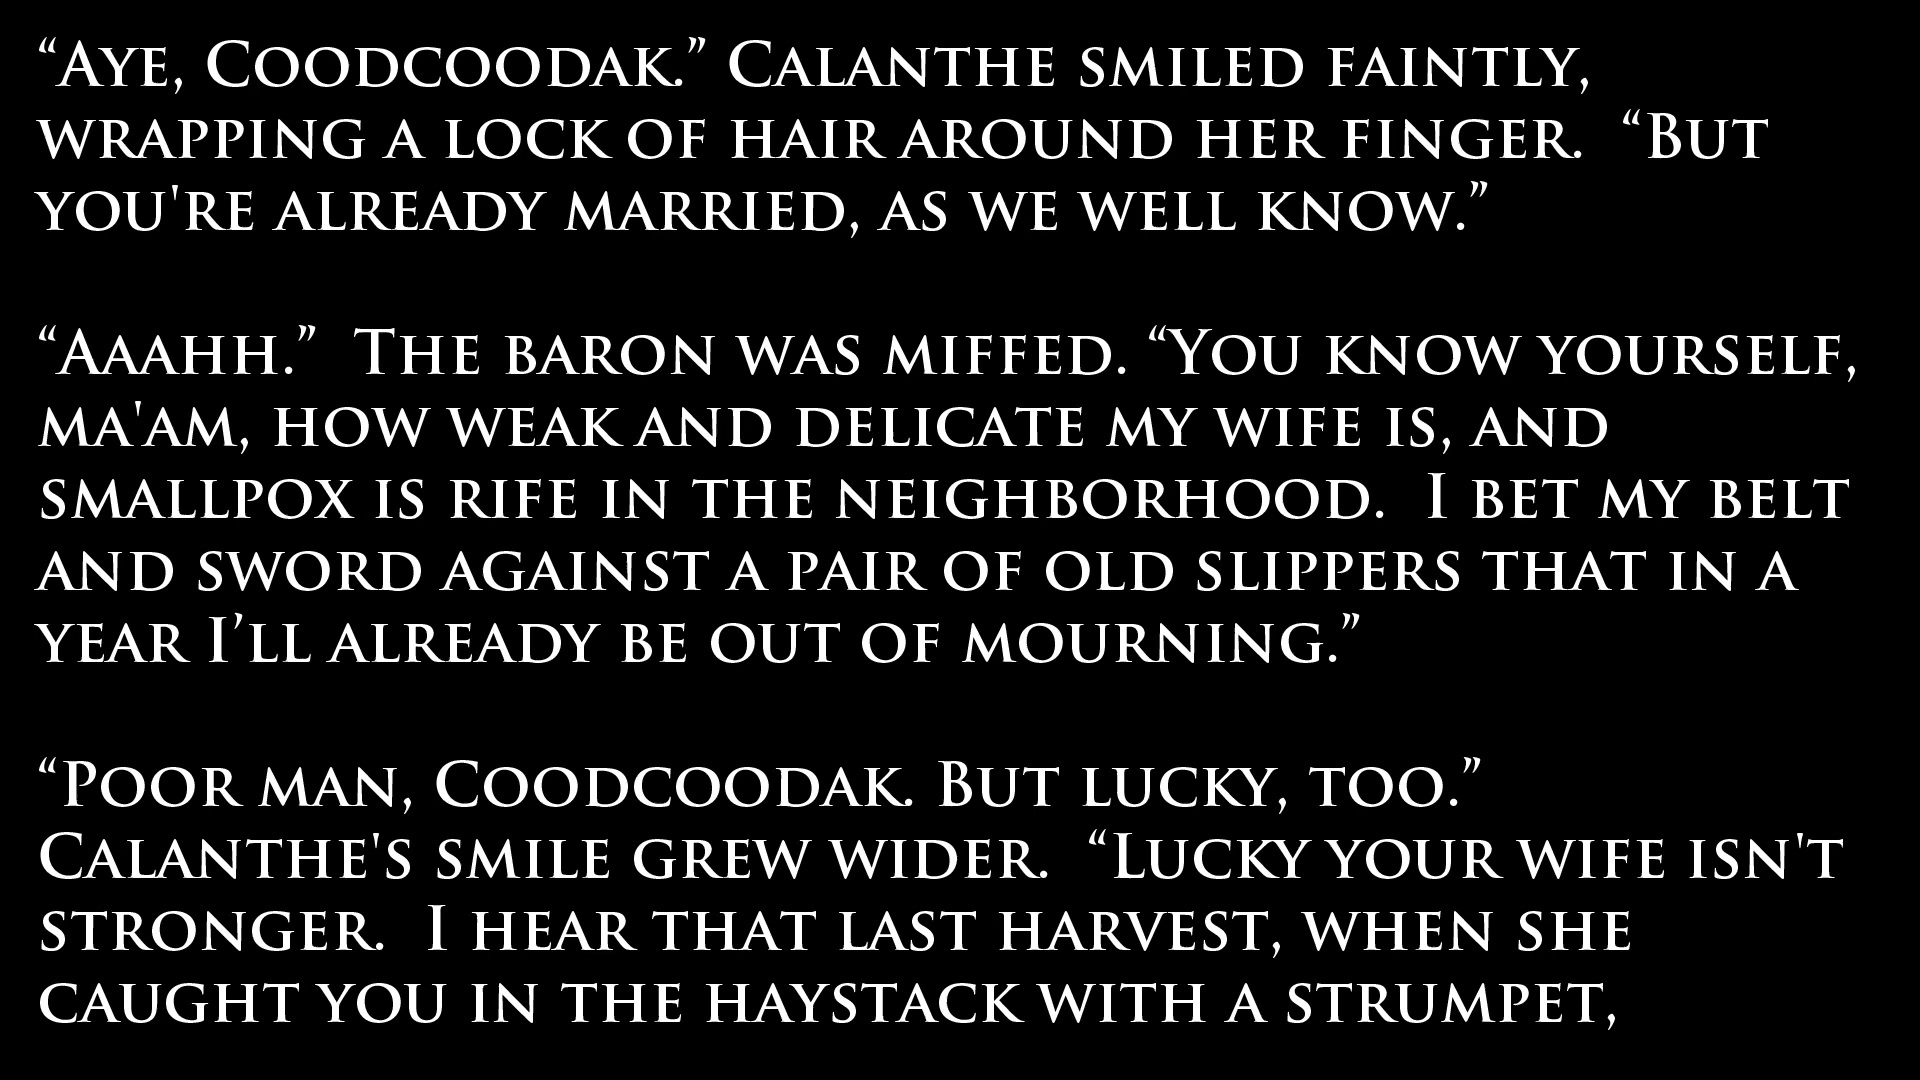 “Aye, Coodcoodak.” Calanthe smiled faintly,
wrapping a lock of hair around her finger.  “But
you're already married, as we well know.”
“Aaahh.”  The baron was miffed. “You know yourself,
ma'am, how weak and delicate my wife is, and
smallpox is rife in the neighborhood.  I bet my belt
and sword against a pair of old slippers that in a
year I’ll already be out of mourning.”
“Poor man, Coodcoodak. But lucky, too.”
Calanthe's smile grew wider.  “Lucky your wife isn't
stronger.  I hear that last harvest, when she
caught you in the haystack with a strumpet,